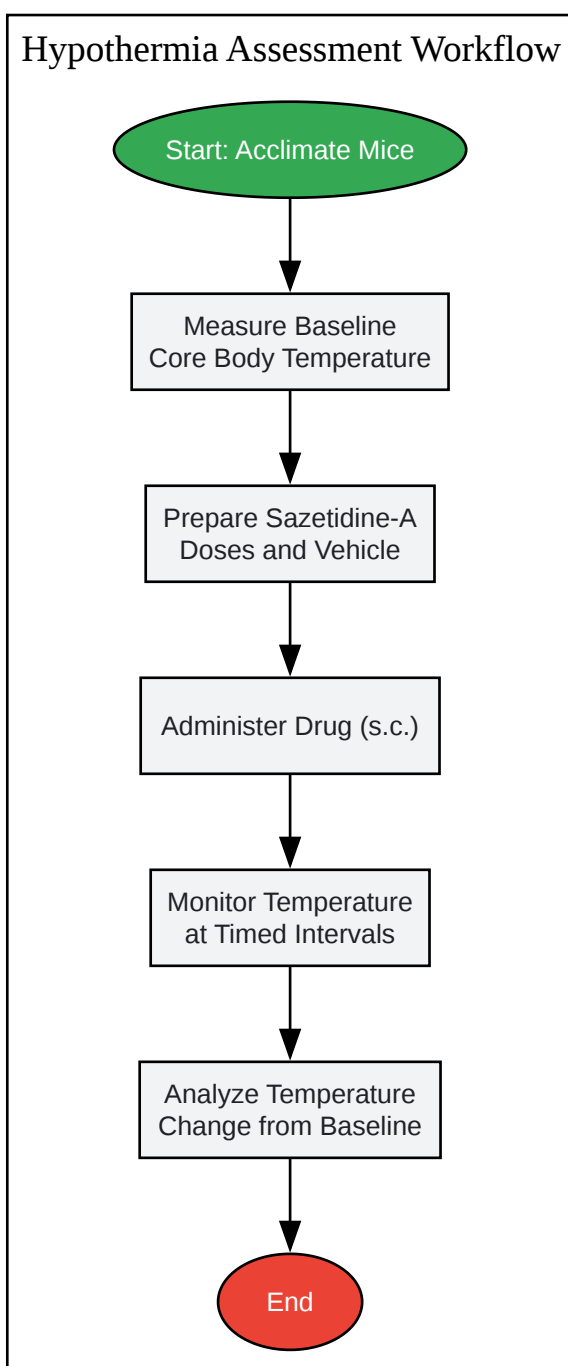 Hypothermia Assessment Workflow
Start: Acclimate Mice
Measure Baseline
Core Body Temperature
Prepare Sazetidine-A
Doses and Vehicle
Administer Drug (s.c.)
Monitor Temperature
at Timed Intervals
Analyze Temperature
Change from Baseline
End